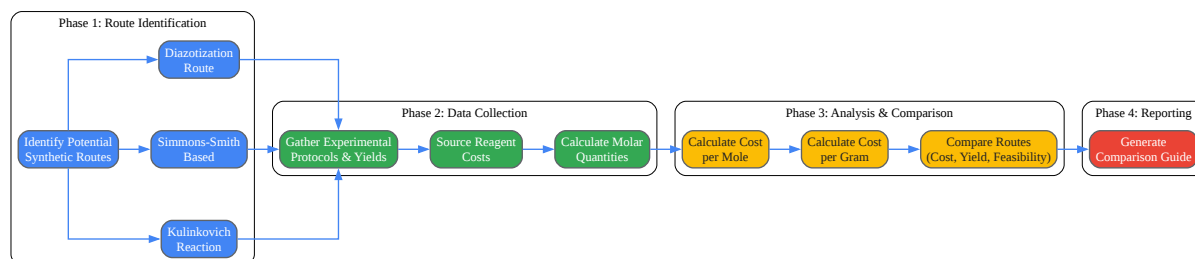 Phase 1: Route Identification
Diazotization
Route
Identify Potential
Synthetic Routes
Simmons-Smith
Based
Kulinkovich
Reaction
Phase 2: Data Collection
Gather Experimental
Protocols & Yields
Source Reagent
Costs
Calculate Molar
Quantities
Phase 3: Analysis & Comparison
Calculate Cost
per Mole
Calculate Cost
per Gram
Compare Routes
(Cost, Yield, Feasibility)
Phase 4: Reporting
Generate
Comparison Guide